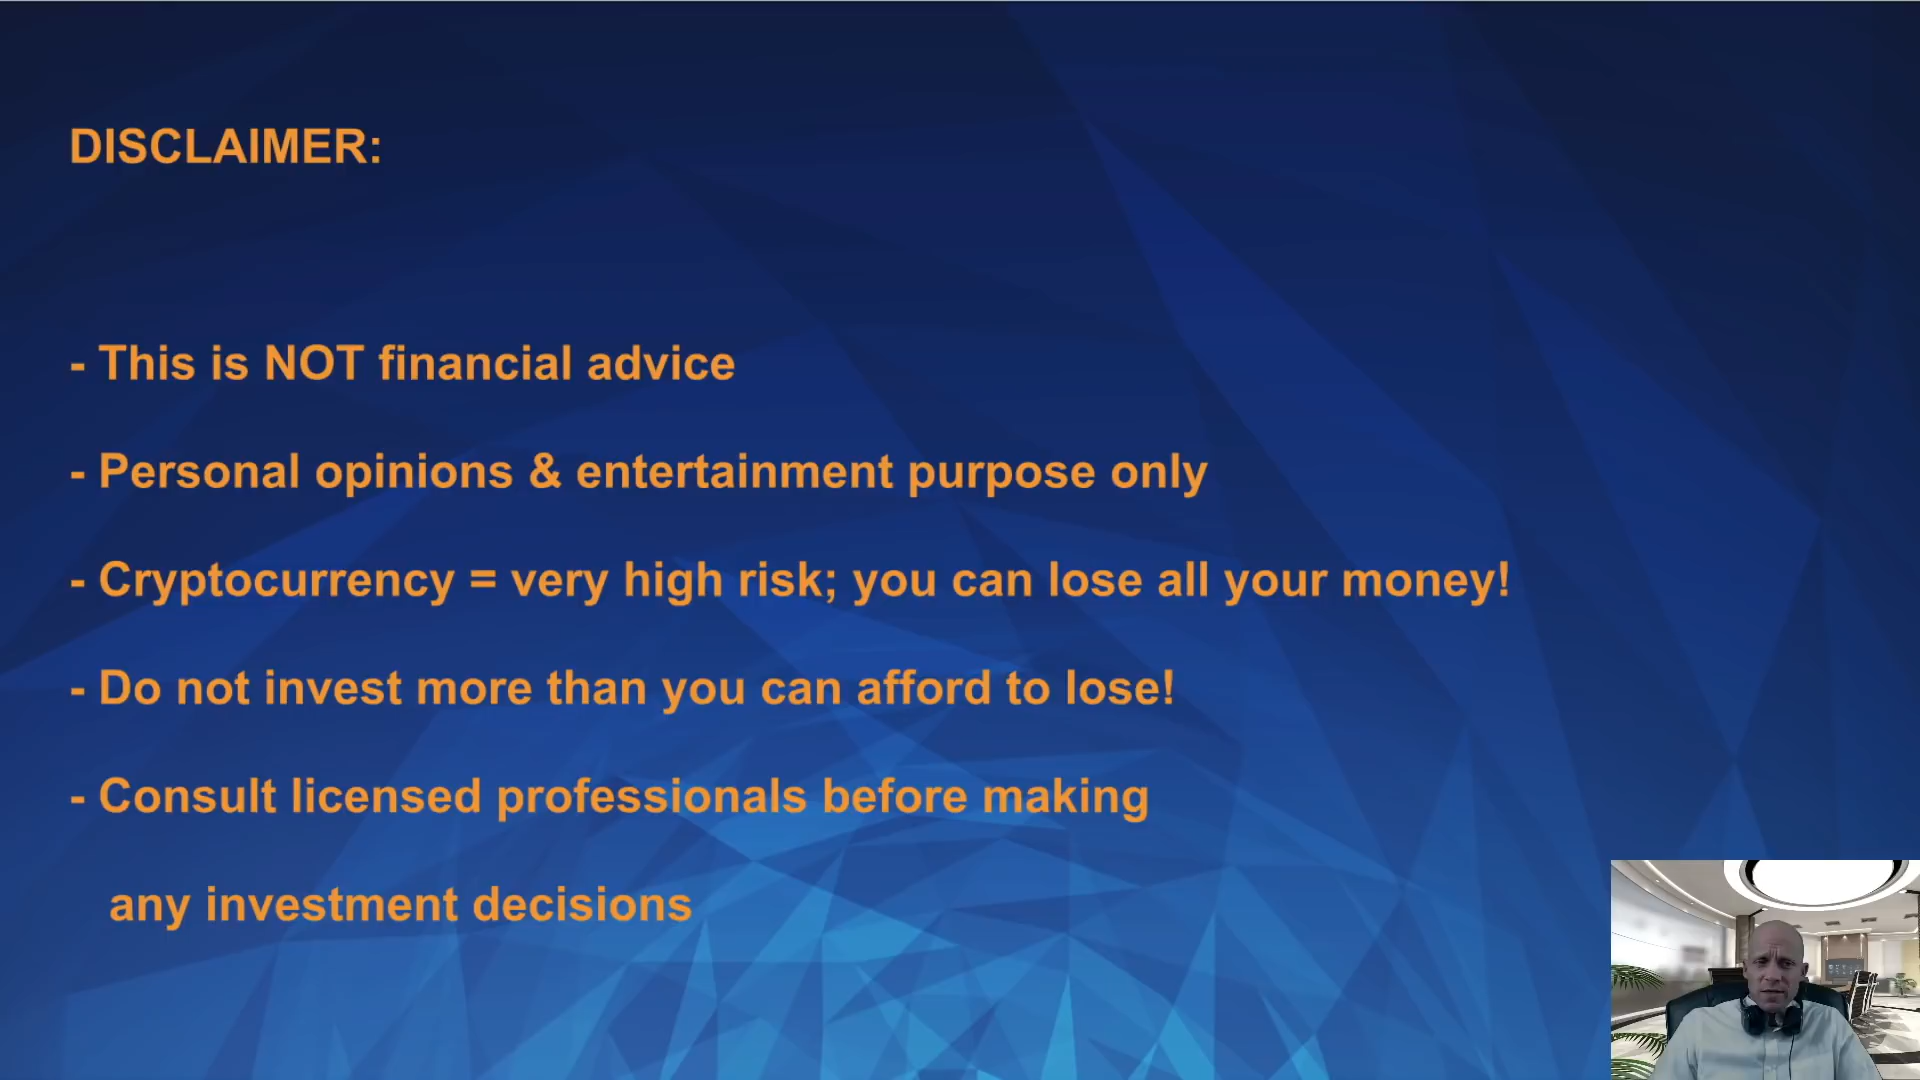 DISCLAIMER:
- This is NOT financial advice
- Personal opinions & entertainment purpose only
- Cryptocurrency = very high risk; you can lose all your money!
- Do not invest more than you can afford to lose!
- Consult licensed professionals before making
any investment decisions